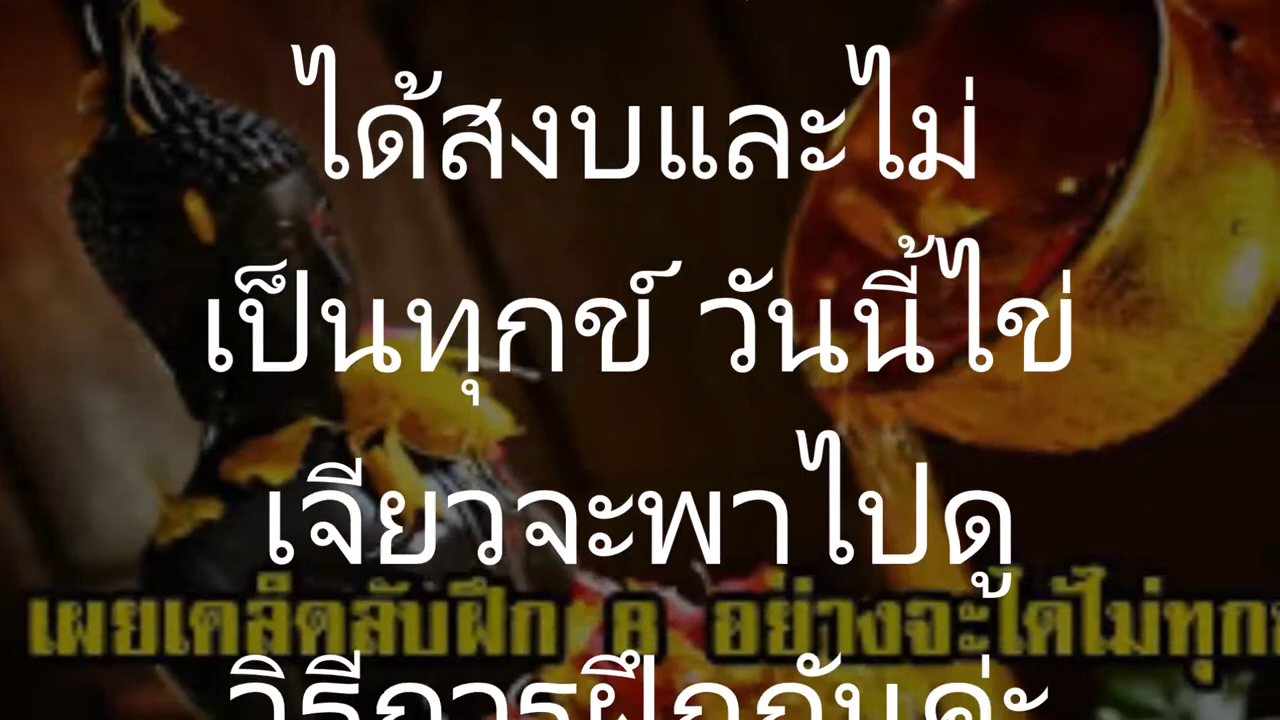 ได้สงบและไม่
เป็นทุกข์ วันนี้ไข่
เจียวจะพาไปดู
เผยเคล็ดลับฝึก 8 อย่างจะได้ไม่ทุก
วิธีการฝึกกันค่ะ